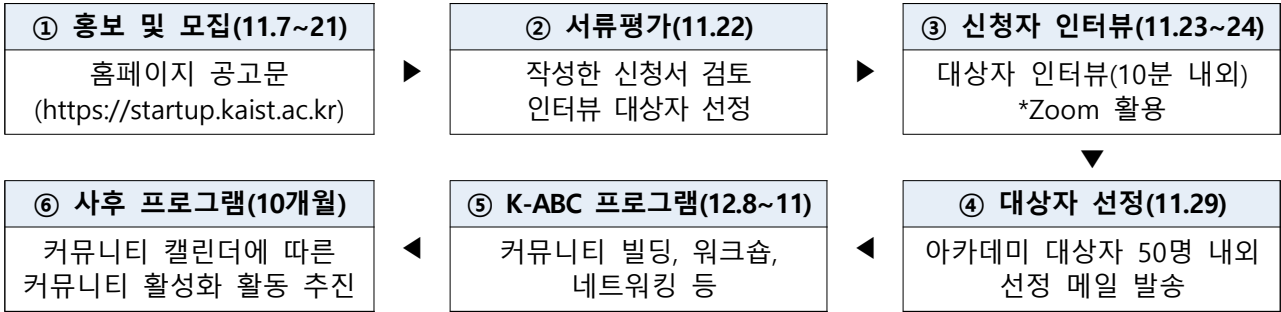 ① 홍보 및 모집(11.7~21)
홈페이지 공고문
(https://startup.kaist.ac.kr)
▶
② 서류평가(11.22)
작성한 신청서 검토
인터뷰 대상자 선정
▶
③ 신청자 인터뷰(11.23~24)
대상자 인터뷰(10분 내외)
*Zoom 활용
▼
④ 대상자 선정(11.29)
아카데미 대상자 50명 내외
선정 메일 발송
◀
⑤ K-ABC 프로그램(12.8~11)
커뮤니티 빌딩, 워크숍,
네트워킹 등
◀
⑥ 사후 프로그램(10개월)
커뮤니티 캘린더에 따른
커뮤니티 활성화 활동 추진